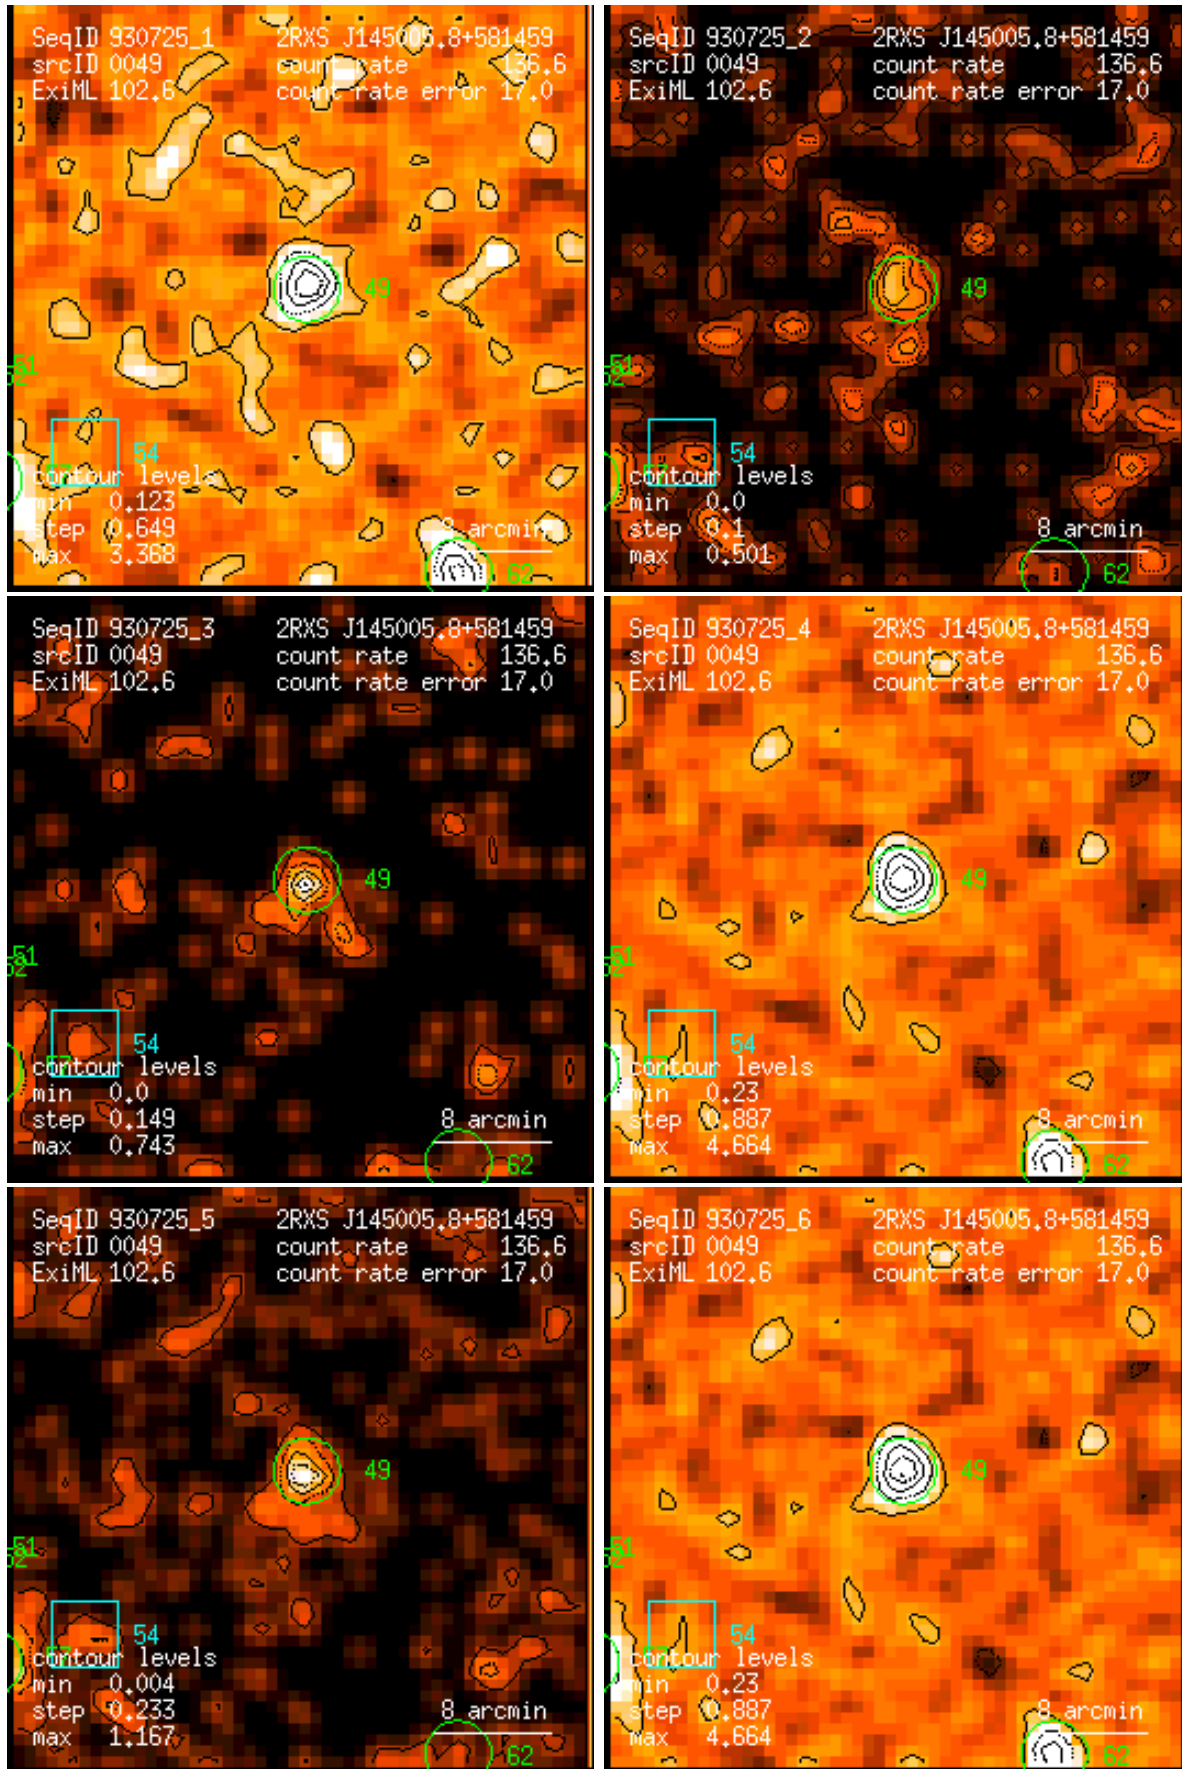 SeqID 930725_1 2RXS J145005.8+581459
srcID 0049 count rate 136.6
ExiML 102.6 count rate error 17.0
49
51
62
54
57
contour levels
min 0.123
step 0.649 8 arcmin
max 3.368
62
SeqID 930725_2 2RXS J145005.8+581459
srcID 0049 count rate 136.6
ExiML 102.6 count rate error 17.0
49
51
54
57
contour levels
min 0.0
step 0.1 8 arcmin
max 0.501
62
SeqID 930725_3 2RXS J145005.8+581459
srcID 0049 count rate 136.6
ExiML 102.6 count rate error 17.0
49
51
54
57
contour levels
min 0.0
step 0.149 8 arcmin
max 0.743
62
SeqID 930725_4 2RXS J145005.8+581459
srcID 0049 count rate 136.6
ExiML 102.6 count rate error 17.0
49
51
54
57
contour levels
min 0.23
step 0.887 8 arcmin
max 4.664
62
SeqID 930725_5 2RXS J145005.8+581459
srcID 0049 count rate 136.6
ExiML 102.6 count rate error 17.0
49
51
54
57
contour levels
min 0.004
step 0.233 8 arcmin
max 1.167
62
SeqID 930725_6 2RXS J145005.8+581459
srcID 0049 count rate 136.6
ExiML 102.6 count rate error 17.0
49
51
54
57
contour levels
min 0.23
step 0.887 8 arcmin
max 4.664
62